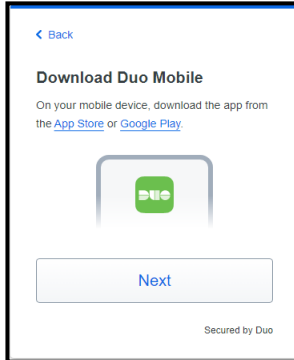 Back
Download Duo Mobile
On your mobile device, download the app from
the App Store or Google Play.
DUO
Next
Secured by Duo